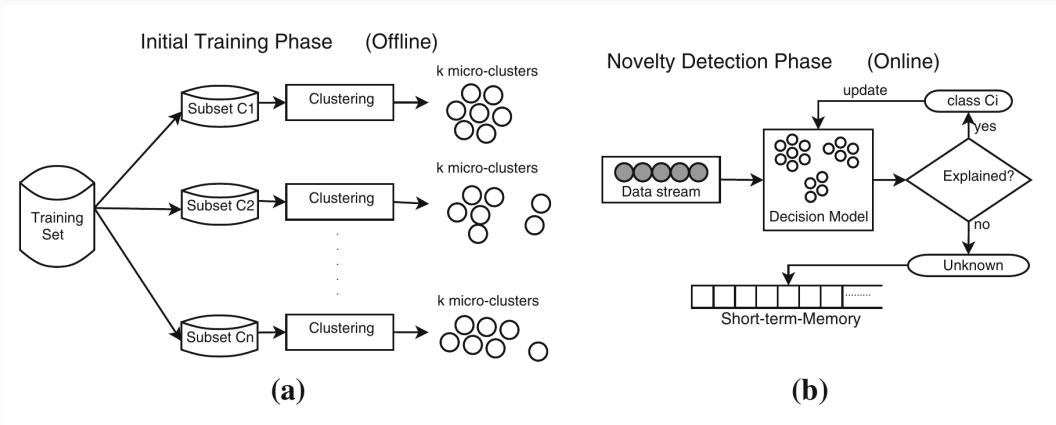 Initial Training Phase (Offline)
k micro-clusters
Subset C1
Clustering
k micro-clusters
Training
Set
Subset C2
Clustering
k micro-clusters
Subset Cn
Clustering
(a)
Novelty Detection Phase (Online)
update
class Ci
yes
Data stream
Decision Model
Explained?
no
Unknown
Short-term-Memory
(b)